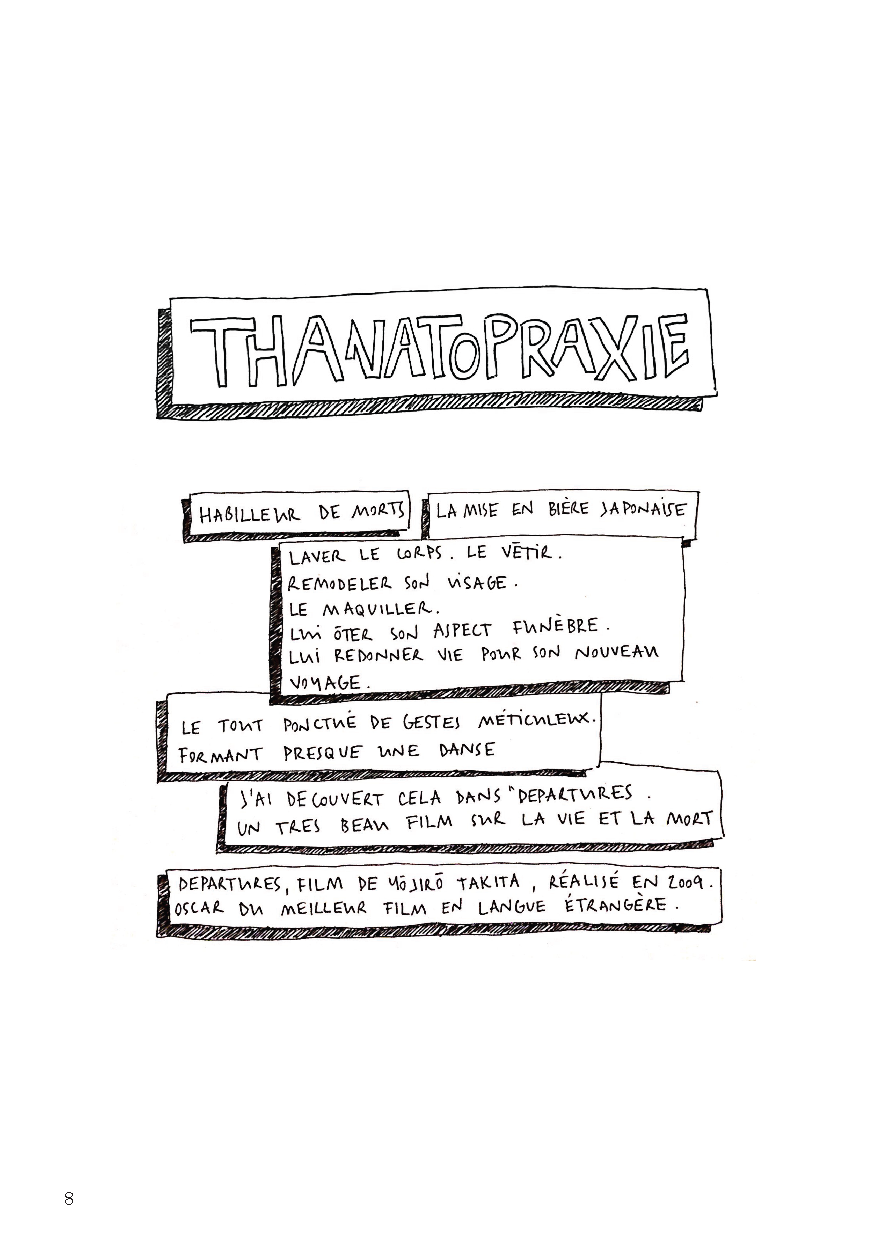 THANATOPRAXIE
HABILLEUR DE MORTS
LA MISE EN BIÈRE JAPONAISE
LAVER LE CORPS. LE VÊTIR.
REMODELER SON VISAGE.
LE MAQUILLER.
LUI ÔTER SON ASPECT FUNÈBRE.
LUI REDONNER VIE POUR SON NOUVEAU
VOYAGE.
LE TOUT PONCTUÉ DE GESTES MÉTICULEUX.
FORMANT PRESQUE UNE DANSE
J'AI DECOUVERT CELA DANS "DEPARTURES.
UN TRES BEAU FILM SUR LA VIE ET LA MORT
DEPARTURES, FILM DE YŌJIRŌ TAKITA, RÉALISÉ EN 2009.
OSCAR DU MEILLEUR FILM EN LANGUE ÉTRANGÈRE.
8